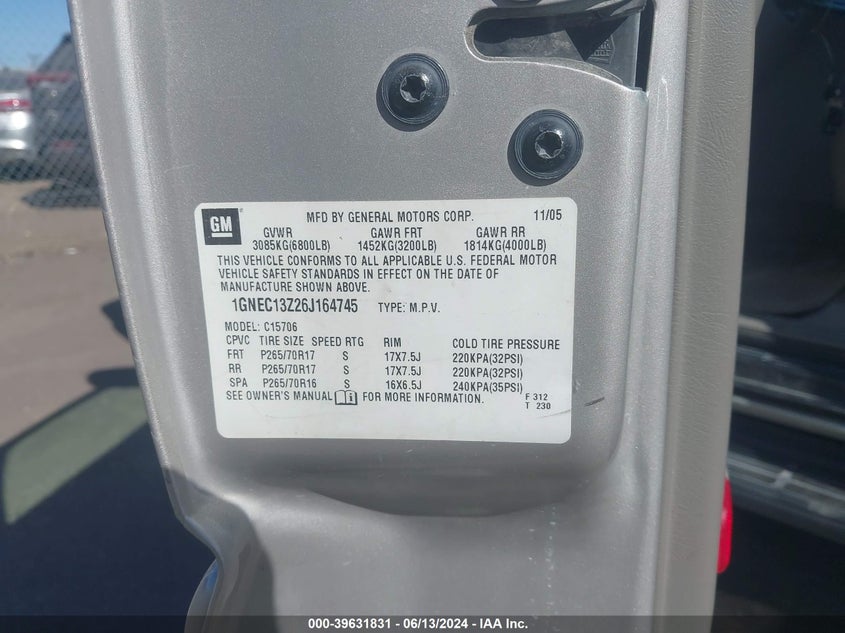 GM
MFD BY GENERAL MOTORS CORP. 11/05
GVWR GAWR FRT GAWR RR
3085KG(6800LB) 1452KG(3200LB) 1814KG(4000LB)
THIS VEHICLE CONFORMS TO ALL APPLICABLE U.S. FEDERAL MOTOR
VEHICLE SAFETY STANDARDS IN EFFECT ON THE DATE OF
MANUFACTURE SHOWN ABOVE.
1GNEC13Z26J164745 TYPE: M.P.V.
MODEL: C15706
CPVC TIRE SIZE SPEED RTG RIM COLD TIRE PRESSURE
FRT P265/70R17 S 17X7.5J 220KPA(32PSI)
RR P265/70R17 S 17X7.5J 220KPA(32PSI)
SPA P265/70R16 S 16X6.5J 240KPA(35PSI)
SEE OWNER'S MANUAL FOR MORE INFORMATION. F 312
T 230
000-39631831 - 06/13/2024 - IAA Inc.